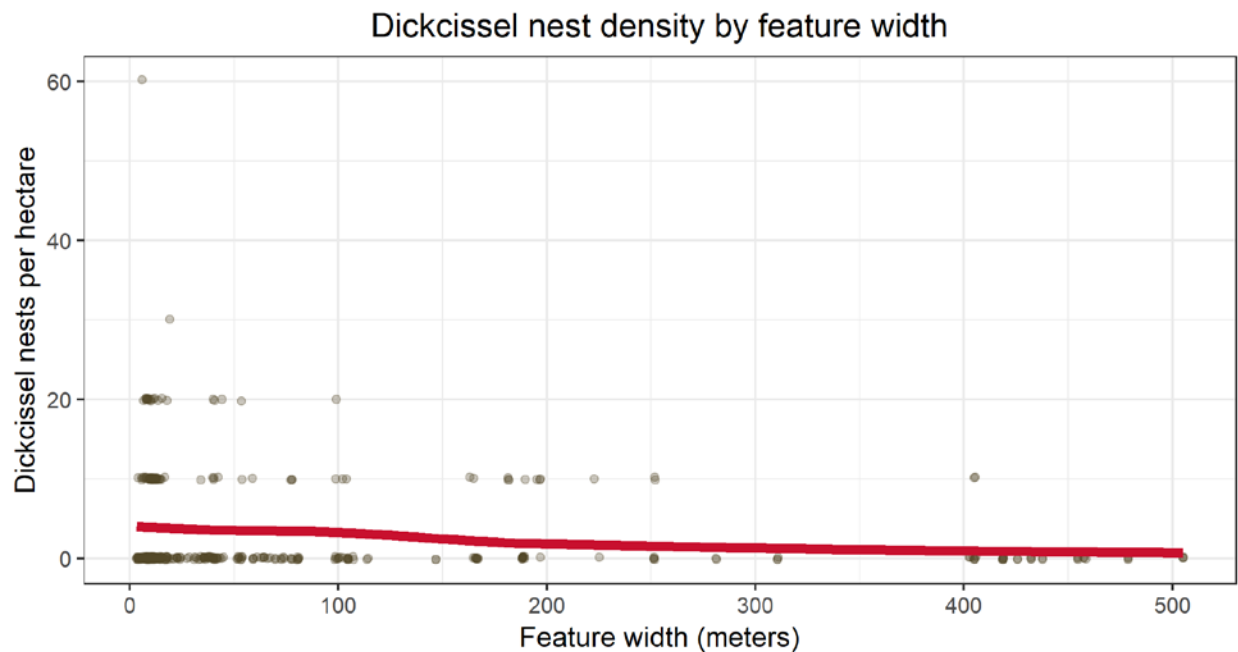 Dickcissel nest density by feature width
Dickcissel nests per hectare
60
40
20
0
0 100 200 300 400 500
Feature width (meters)